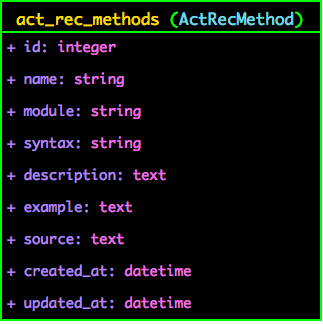 act_rec_methods (ActRecMethod)
+ id: integer
+ name: string
+ module: string
+ syntax: string
+ description: text
+ example: text
+ source: text
+ created_at: datetime
+ updated_at: datetime